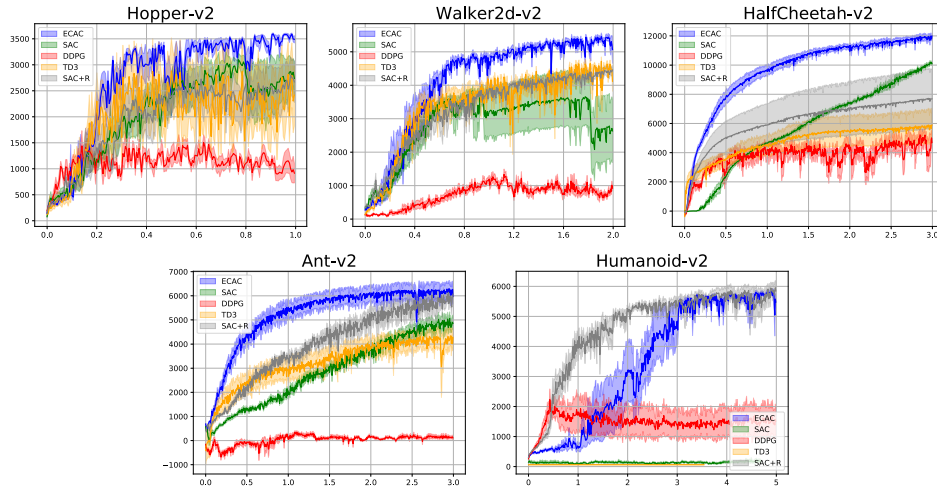 Hopper-v2
3500
3000
2500
2000
1500
1000
500
0
0.0 0.2 0.4 0.6 0.8 1.0
ECAC
SAC
DDPG
TD3
SAC+R
Walker2d-v2
5000
4000
3000
2000
1000
0
0.0 0.4 0.8 1.2 1.6 2.0
ECAC
SAC
DDPG
TD3
SAC+R
HalfCheetah-v2
12000
10000
8000
6000
4000
2000
0
0.0 0.5 1.0 1.5 2.0 2.5 3.0
ECAC
SAC
DDPG
TD3
SAC+R
Ant-v2
7000
6000
5000
4000
3000
2000
1000
0
−1000
0.0 0.5 1.0 1.5 2.0 2.5 3.0
ECAC
SAC
DDPG
TD3
SAC+R
Humanoid-v2
6000
5000
4000
3000
2000
1000
0
0 1 2 3 4 5
ECAC
SAC
DDPG
TD3
SAC+R